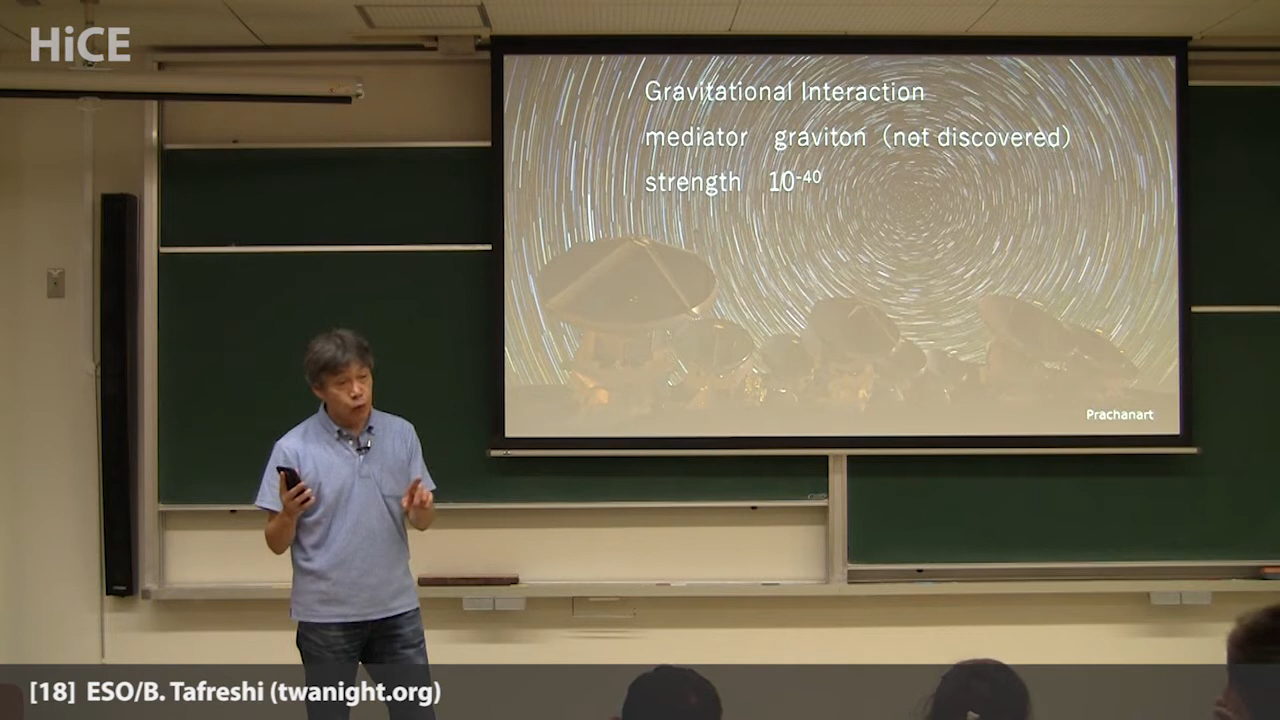 HiCE
Gravitational Interaction
mediator graviton (not discovered)
strength 10-40
Prachanart
[18] ESO/B. Tafreshi (twanight.org)